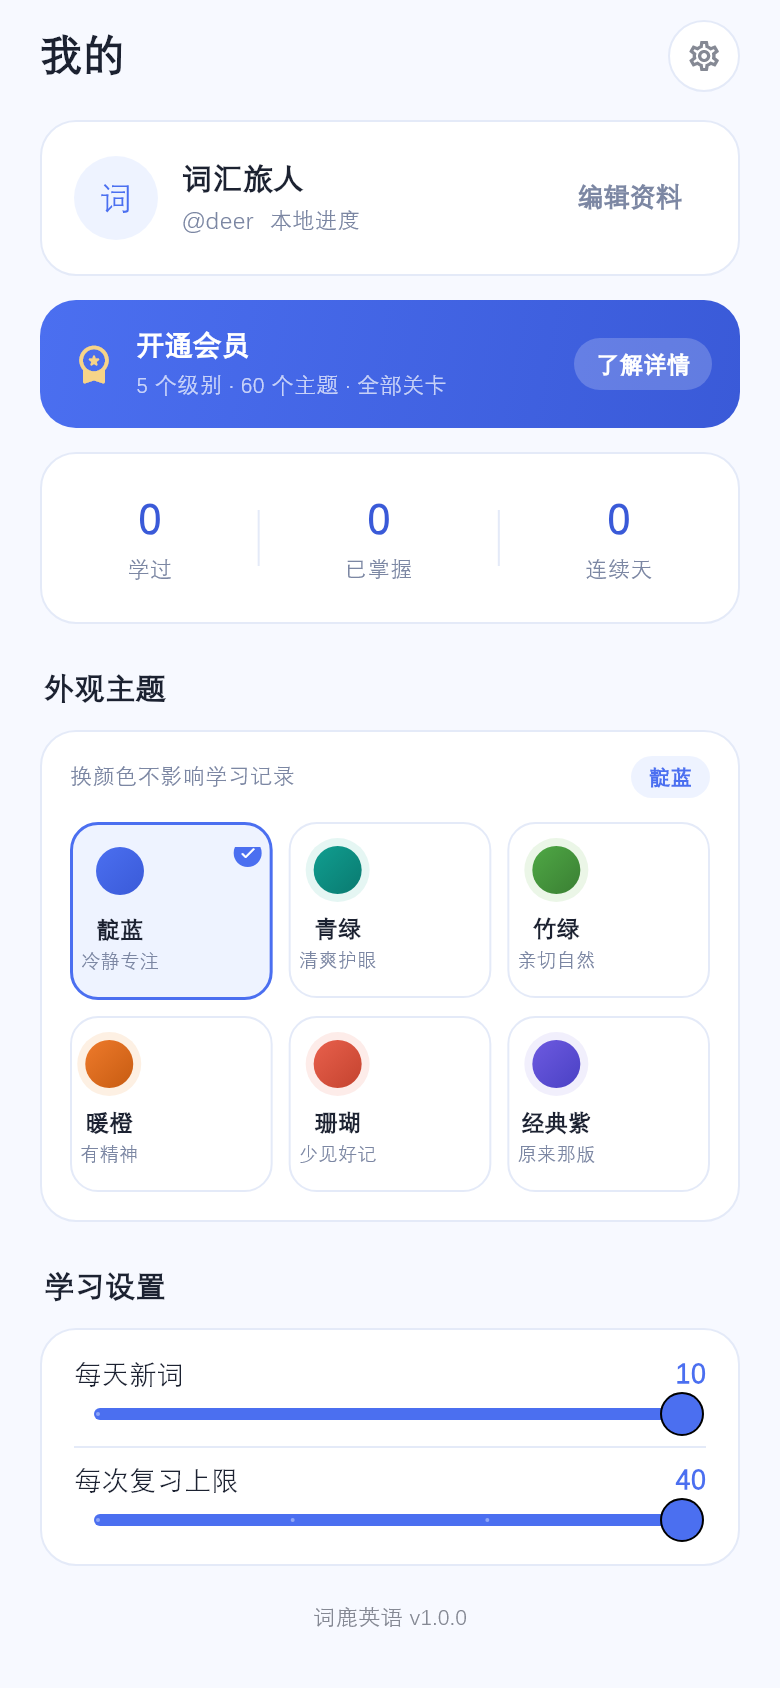 我的
词
词汇旅人
@deer 本地进度
编辑资料
开通会员
5 个级别 · 60 个主题 · 全部关卡
了解详情
0
学过
0
已掌握
0
连续天
外观主题
换颜色不影响学习记录
靛蓝
靛蓝
冷静专注
青绿
清爽护眼
竹绿
亲切自然
暖橙
有精神
珊瑚
少见好记
经典紫
原来那版
学习设置
每天新词
10
每次复习上限
40
词鹿英语 v1.0.0